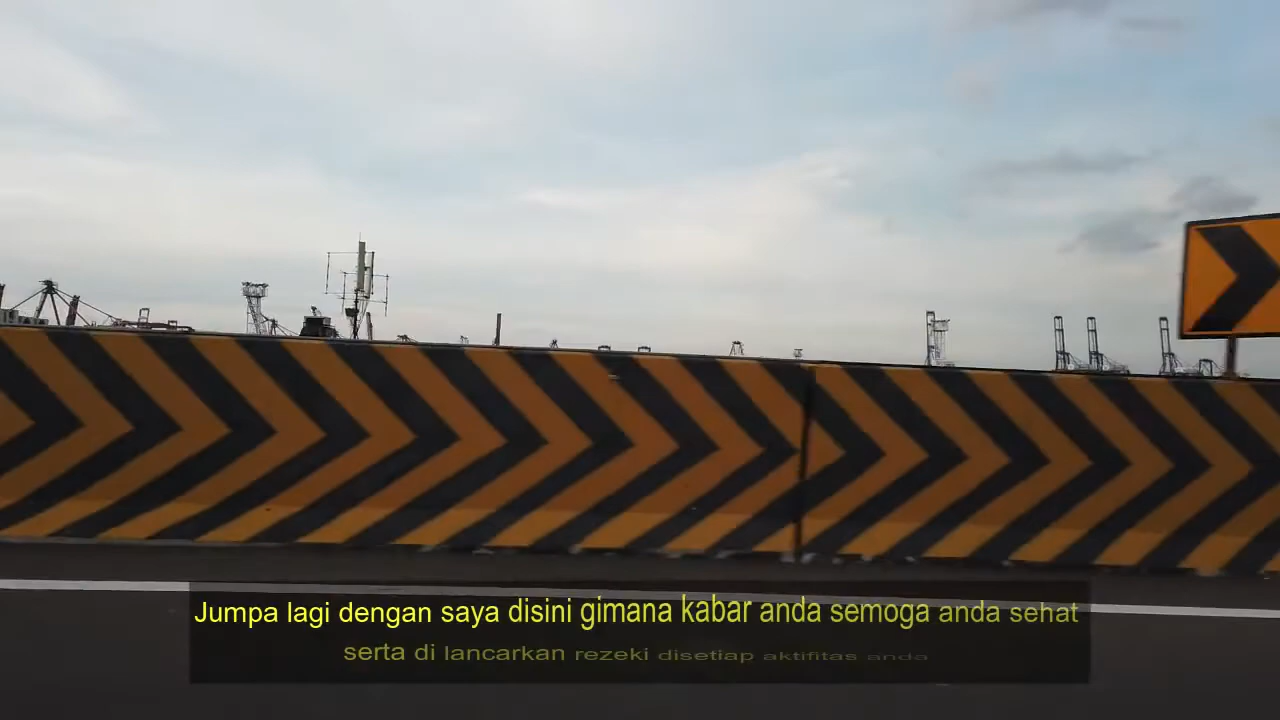 Jumpa lagi dengan saya disini gimana kabar anda semoga anda sehat
serta di lancarkan rezeki disetiap aktifitas anda